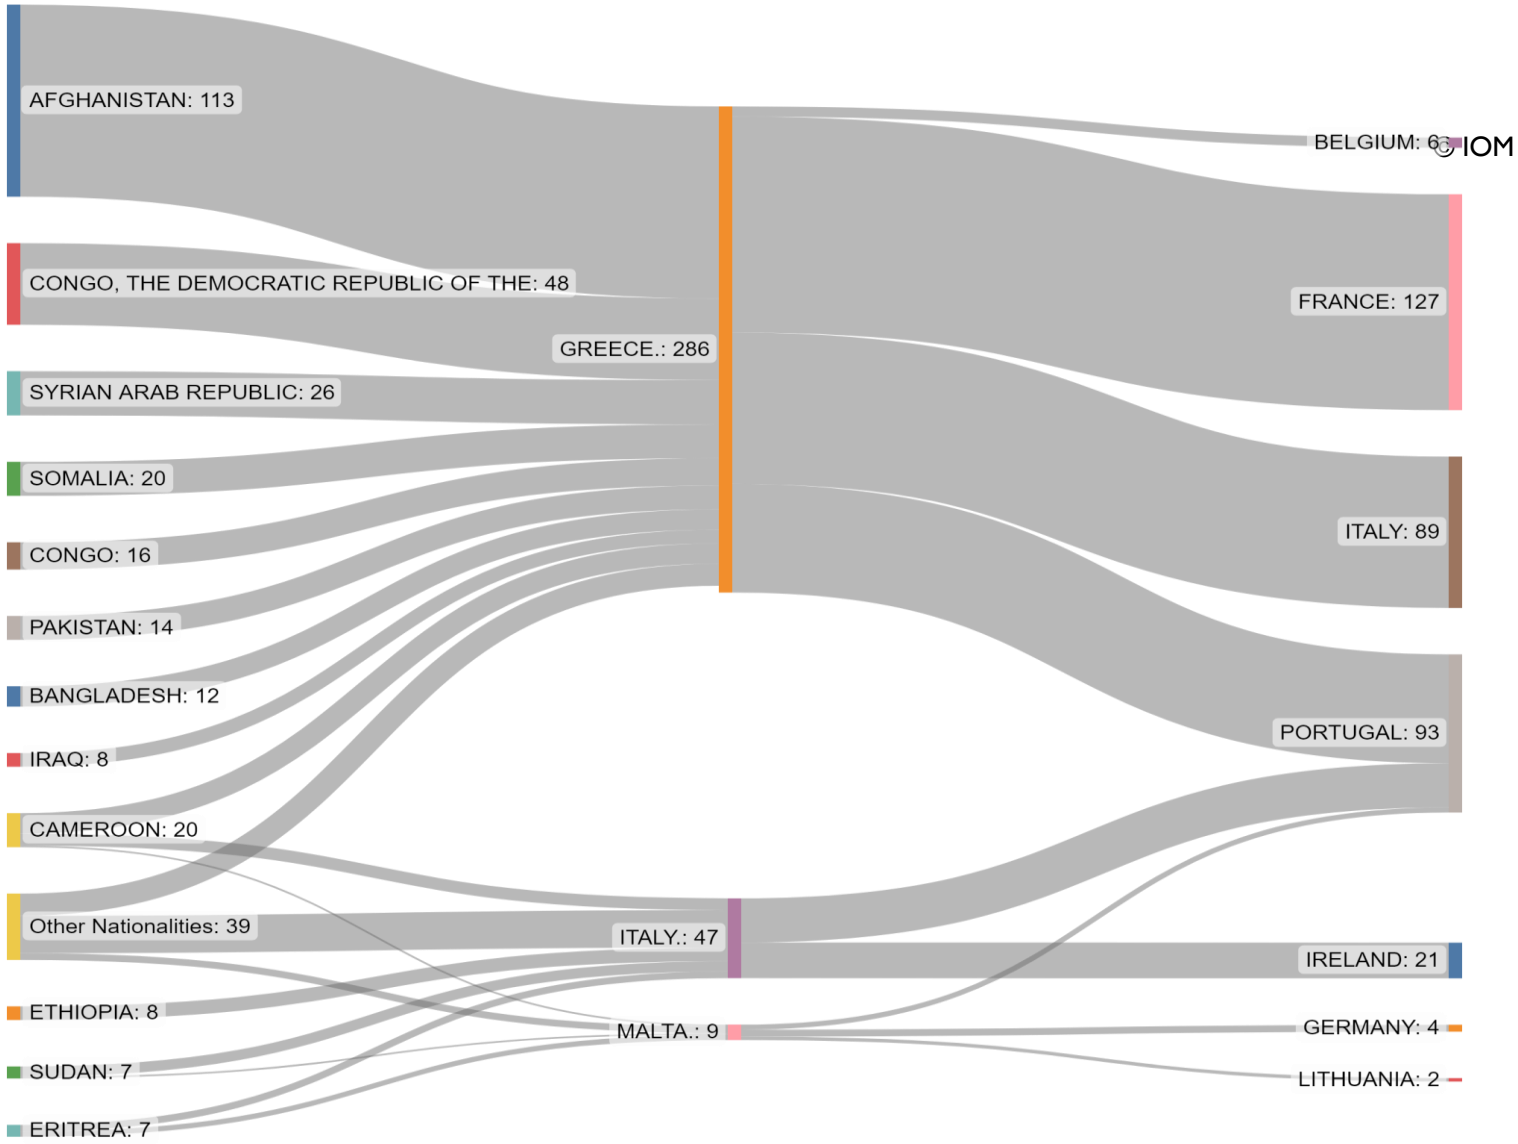 AFGHANISTAN: 113
CONGO, THE DEMOCRATIC REPUBLIC OF THE: 48
SYRIAN ARAB REPUBLIC: 26
SOMALIA: 20
CONGO: 16
PAKISTAN: 14
BANGLADESH: 12
IRAQ: 8
CAMEROON: 20
Other Nationalities: 39
ETHIOPIA: 8
SUDAN: 7
ERITREA: 7
GREECE.: 286
ITALY.: 47
MALTA.: 9
BELGIUM: 6
© IOM
FRANCE: 127
ITALY: 89
PORTUGAL: 93
IRELAND: 21
GERMANY: 4
LITHUANIA: 2